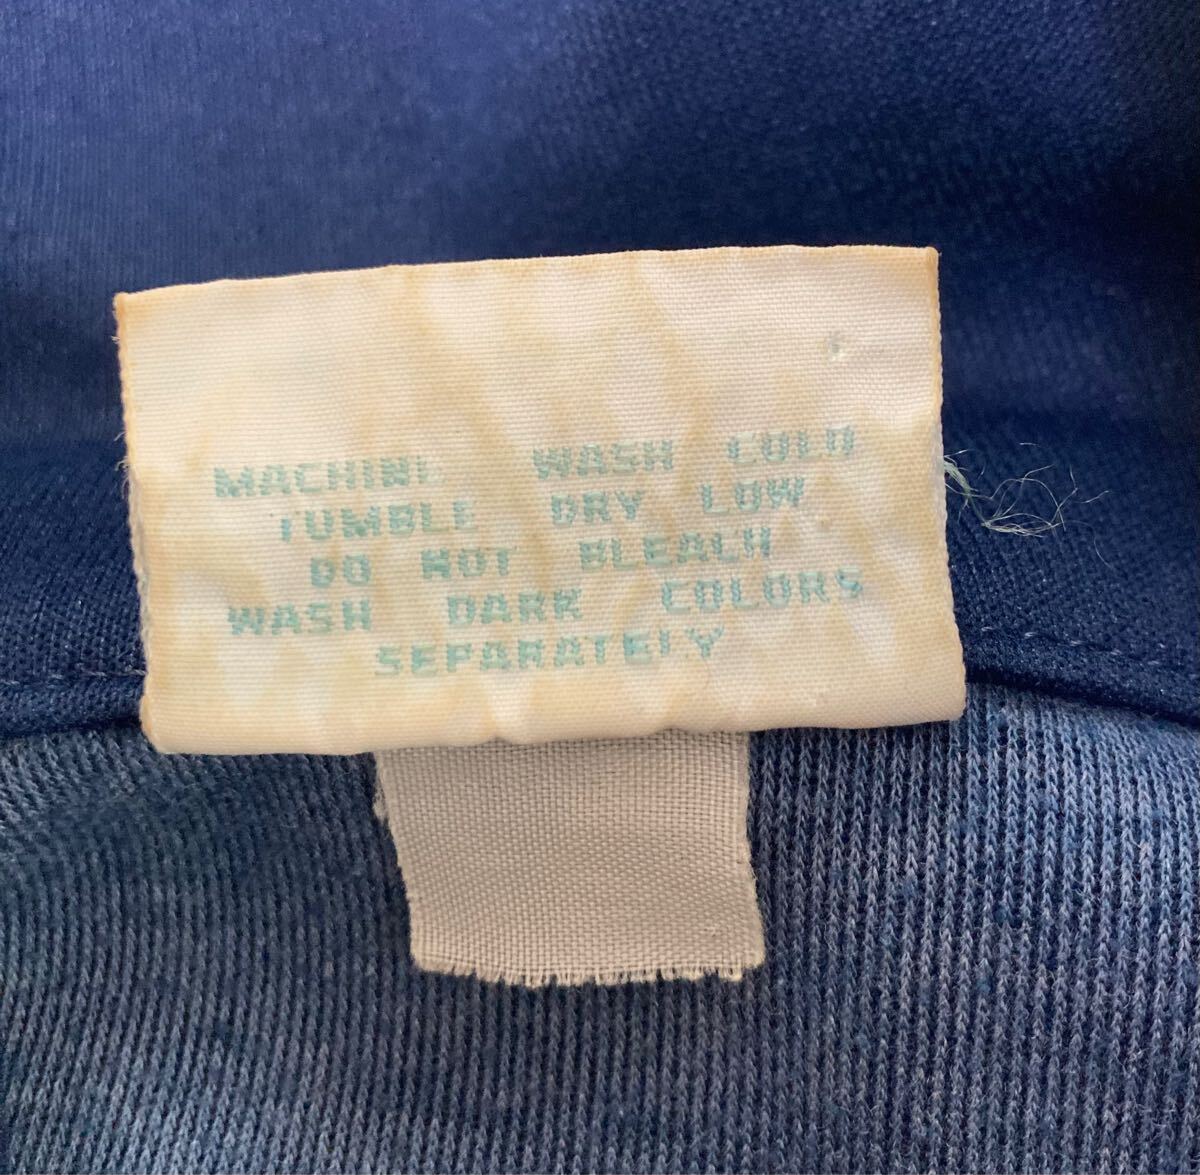 MACHINE WASH COLD
TUMBLE DRY LOW
DO NOT BLEACH
WASH DARK COLORS
SEPARATELY